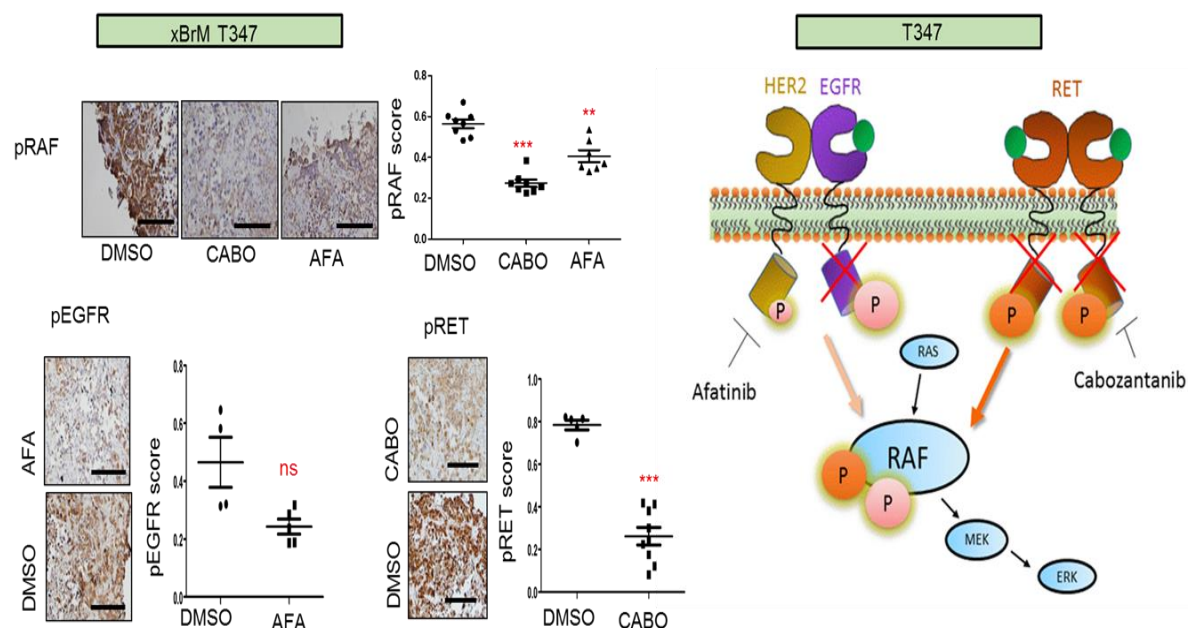 xBrM T347
pRAF
DMSO
CABO
AFA
pRAF score
0.8
0.6
0.4
0.2
0.0
***
**
DMSO
CABO
AFA
pEGFR
AFA
DMSO
pEGFR score
0.8
0.6
0.4
0.2
0.0
ns
DMSO
AFA
pRET
CABO
DMSO
pRET score
1.0
0.8
0.6
0.4
0.2
0.0
***
DMSO
CABO
T347
HER2 EGFR
RET
P
P
P
P
Afatinib
Cabozantanib
RAS
RAF
P
P
MEK
ERK